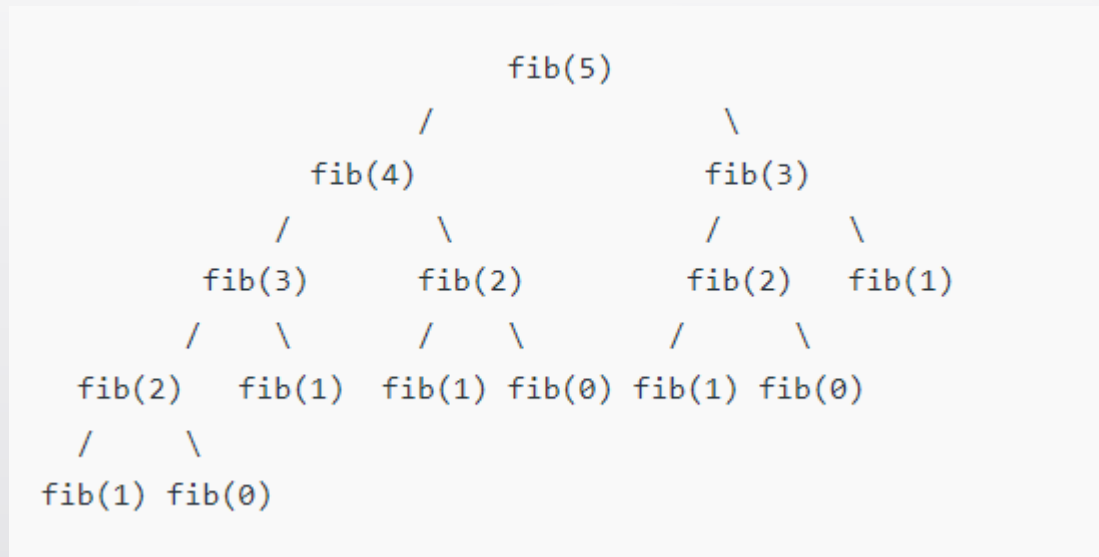 fib(5)
/ \
fib(4) fib(3)
/ \ / \
fib(3) fib(2) fib(2) fib(1)
/ \ / \ / \
fib(2) fib(1) fib(1) fib(0) fib(1) fib(0)
/ \
fib(1) fib(0)